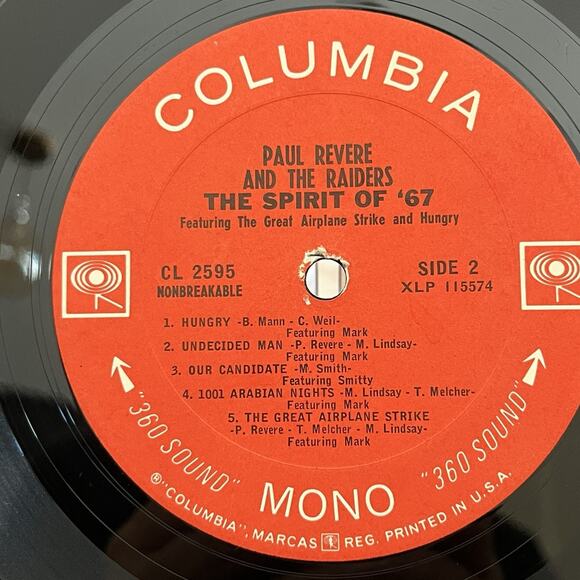 COLUMBIA
PAUL REVERE
AND THE RAIDERS
THE SPIRIT OF '67
Featuring The Great Airplane Strike and Hungry
CL 2595
NONBREAKABLE
SIDE 2
XLP 115574
1. HUNGRY -B. Mann - C. Weil-
Featuring Mark
2. UNDECIDED MAN -P. Revere - M. Lindsay-
Featuring Mark
3. OUR CANDIDATE -M. Smith-
Featuring Smitty
4. 1001 ARABIAN NIGHTS -M. Lindsay - T. Melcher-
Featuring Mark
5. THE GREAT AIRPLANE STRIKE
-P. Revere - T. Melcher - M. Lindsay-
Featuring Mark
"360 SOUND"
MONO
"360 SOUND"
®"COLUMBIA", MARCAS REG. PRINTED IN U.S.A.